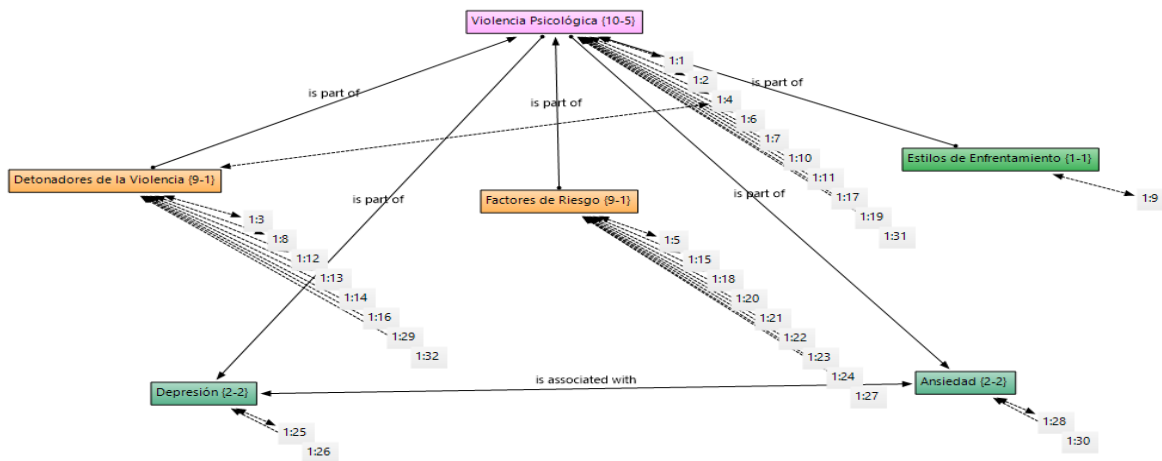 Violencia Psicológica {10-5}
1:1
is part of
1:2
is part of
1:4
is part of
1:6
1:7
1:10
Estilos de Enfrentamiento {1-1}
1:11
Detonadores de la Violencia {9-1}
is part of
is part of
1:17
1:9
Factores de Riesgo {9-1}
1:19
1:3
1:31
1:8
1:5
1:12
1:15
1:13
1:18
1:14
1:20
1:16
1:21
1:29
1:22
1:32
1:23
1:24
is associated with
Ansiedad {2-2}
Depresión {2-2}
1:27
1:28
1:25
1:30
1:26